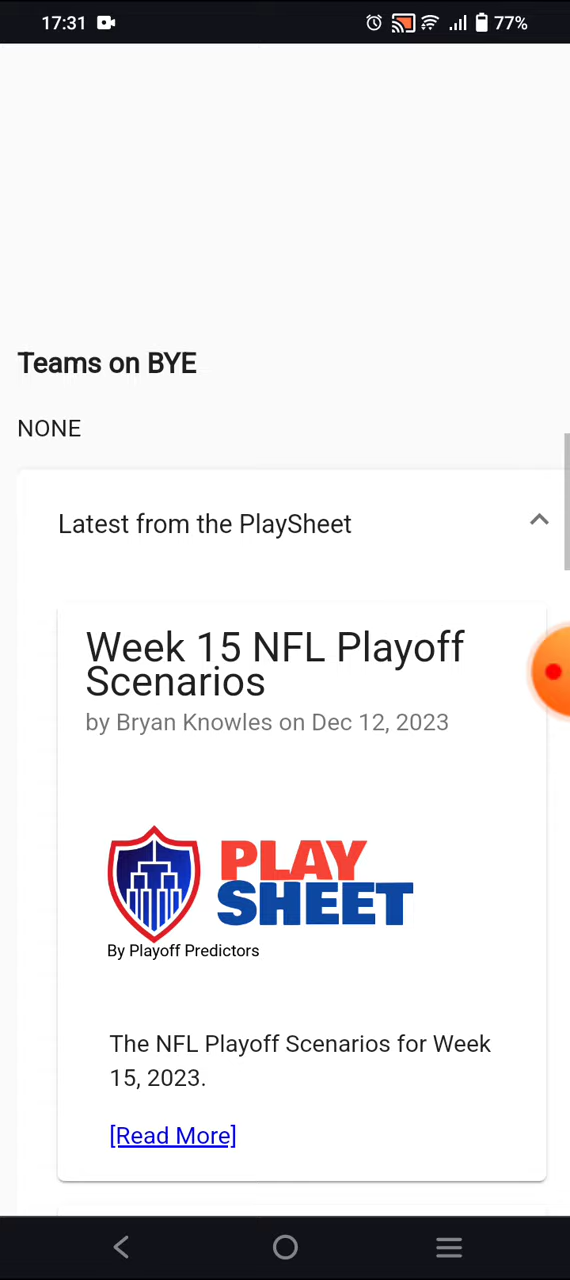 17:31
77%
Teams on BYE
NONE
Latest from the PlaySheet
Week 15 NFL Playoff
Scenarios
by Bryan Knowles on Dec 12, 2023
PLAY
SHEET
By Playoff Predictors
The NFL Playoff Scenarios for Week
15, 2023.
[Read More]